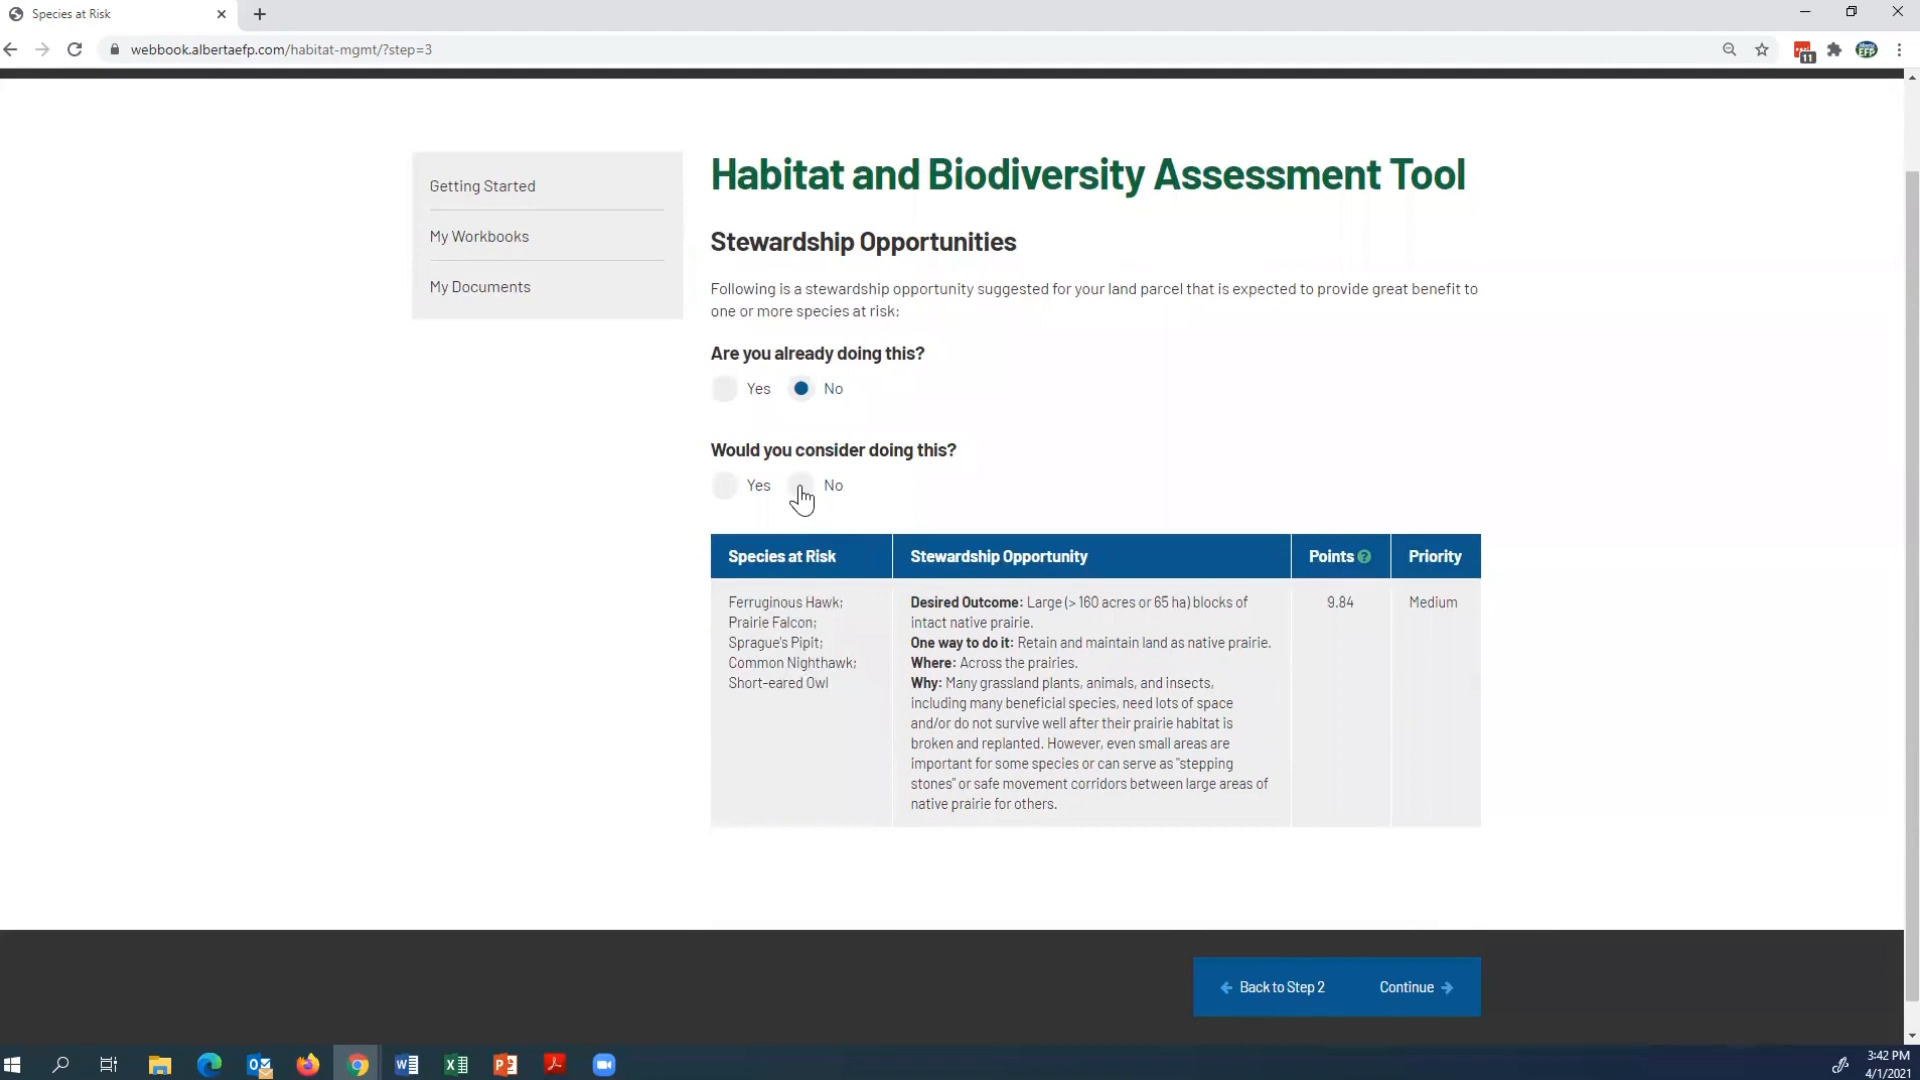 Species at Risk
webbook.albertaefp.com/habitat-mgmt/?step=3
11
Getting Started
My Workbooks
My Documents
Habitat and Biodiversity Assessment Tool
Stewardship Opportunities
Following is a stewardship opportunity suggested for your land parcel that is expected to provide great benefit to
one or more species at risk:
Are you already doing this?
Yes No
Would you consider doing this?
Yes No
Species at Risk Stewardship Opportunity Points ? Priority
Ferruginous Hawk;
Prairie Falcon;
Sprague's Pipit;
Common Nighthawk;
Short-eared Owl
Desired Outcome: Large (> 160 acres or 65 ha) blocks of
intact native prairie.
One way to do it: Retain and maintain land as native prairie.
Where: Across the prairies.
Why: Many grassland plants, animals, and insects,
including many beneficial species, need lots of space
and/or do not survive well after their prairie habitat is
broken and replanted. However, even small areas are
important for some species or can serve as "stepping
stones" or safe movement corridors between large areas of
native prairie for others.
9.84
Medium
Back to Step 2 Continue
3:42 PM
4/1/2021